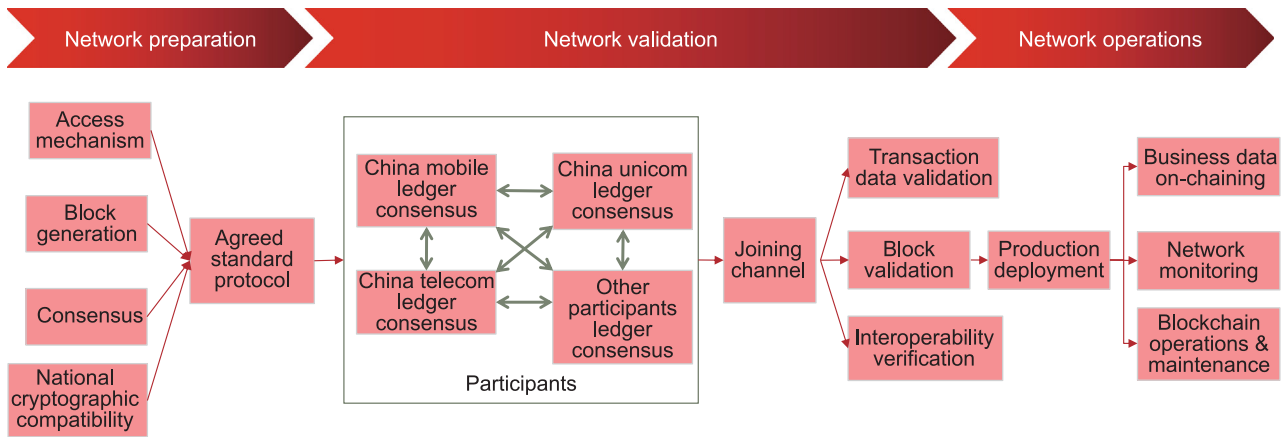 Network preparation
Network validation
Network operations
Access
mechanism
Block
generation
Consensus
National
cryptographic
compatibility
Agreed
standard
protocol
China mobile
ledger
consensus
China unicom
ledger
consensus
China telecom
ledger
consensus
Other
participants
ledger
consensus
Participants
Joining
channel
Transaction
data validation
Block
validation
Interoperability
verification
Production
deployment
Business data
on-chaining
Network
monitoring
Blockchain
operations &
maintenance